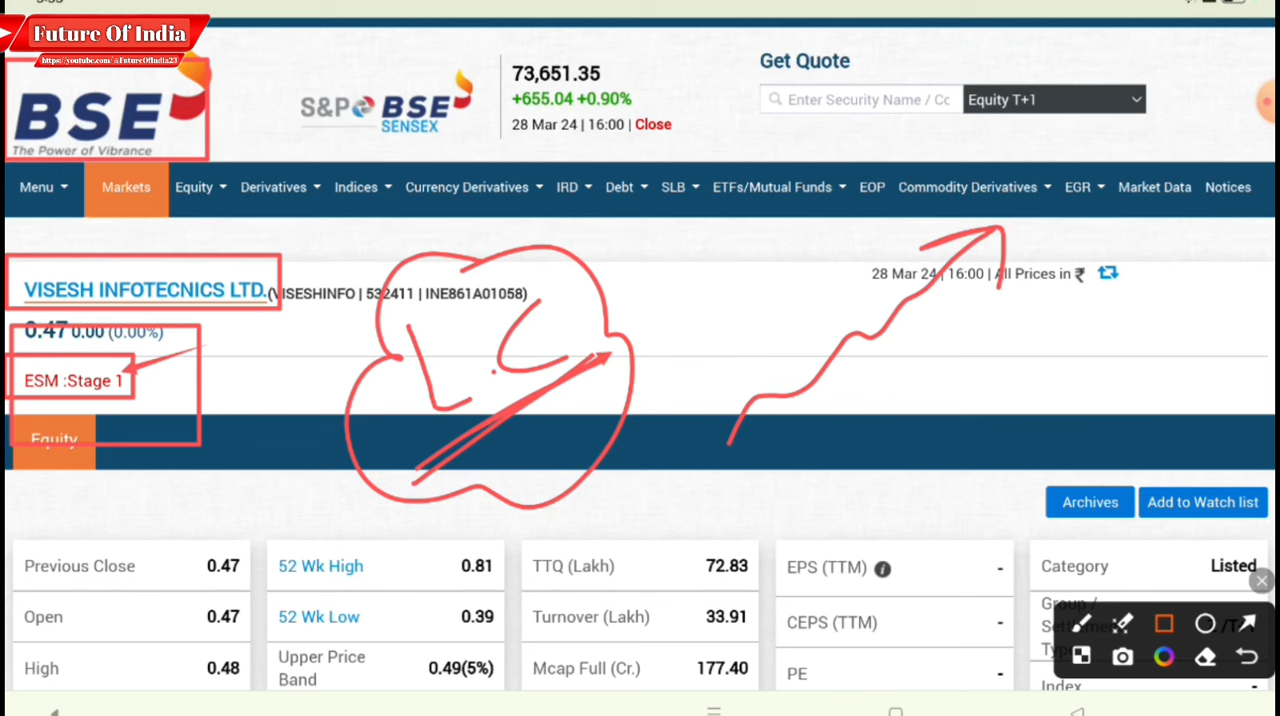 Future Of India
https://youtube.com/@FutureOfIndia23
BSE
The Power of Vibrance
S&P BSE
SENSEX
73,651.35
+655.04 +0.90%
28 Mar 24 | 16:00 | Close
Get Quote
Enter Security Name / Co
Equity T+1
Menu Markets Equity Derivatives Indices Currency Derivatives IRD Debt SLB ETFs/Mutual Funds EOP Commodity Derivatives EGR Market Data Notices
28 Mar 24 | 16:00 | All Prices in ₹
VISESH INFOTECNICS LTD. (VISESHINFO | 532411 | INE861A01058)
0.47 0.00 (0.00%)
L.C
ESM :Stage 1
Equity
Archives Add to Watch list
Previous Close 0.47
Open 0.47
High 0.48
52 Wk High 0.81
52 Wk Low 0.39
Upper Price
Band 0.49(5%)
TTQ (Lakh) 72.83
Turnover (Lakh) 33.91
Mcap Full (Cr.) 177.40
EPS (TTM) -
CEPS (TTM) -
PE -
Category Listed
Group /
Index -